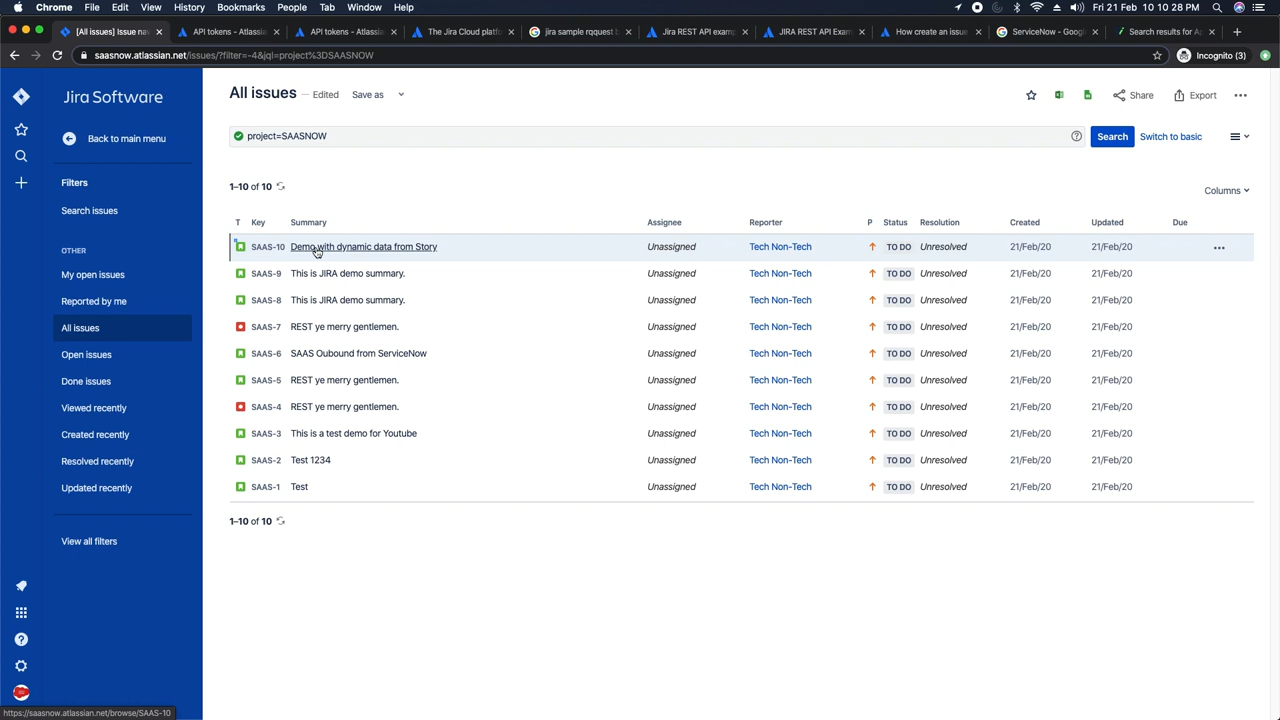 Chrome File Edit View History Bookmarks People Tab Window Help Fri 21 Feb 10:10:28 PM
[All issues] Issue nav API tokens - Atlassia API tokens - Atlassia The Jira Cloud platfo Jira REST API examp JIRA REST API Exam How create an issue ServiceNow - Goog Search results for
saasnow.atlassian.net/issues/?filter=-4&jql=project%3DSAASNOW Incognito (3)
Jira Software
Back to main menu
Filters
Search issues
OTHER
My open issues
Reported by me
All issues
Open issues
Done issues
Viewed recently
Created recently
Resolved recently
Updated recently
View all filters
All issues — Edited Save as
Share Export
project=SAASNOW
Search Switch to basic
1–10 of 10
Columns
T Key Summary Assignee Reporter P Status Resolution Created Updated Due
SAAS-10 Demo with dynamic data from Story Unassigned Tech Non-Tech TO DO Unresolved 21/Feb/20 21/Feb/20
SAAS-9 This is JIRA demo summary. Unassigned Tech Non-Tech TO DO Unresolved 21/Feb/20 21/Feb/20
SAAS-8 This is JIRA demo summary. Unassigned Tech Non-Tech TO DO Unresolved 21/Feb/20 21/Feb/20
SAAS-7 REST ye merry gentlemen. Unassigned Tech Non-Tech TO DO Unresolved 21/Feb/20 21/Feb/20
SAAS-6 SAAS Oubound from ServiceNow Unassigned Tech Non-Tech TO DO Unresolved 21/Feb/20 21/Feb/20
SAAS-5 REST ye merry gentlemen. Unassigned Tech Non-Tech TO DO Unresolved 21/Feb/20 21/Feb/20
SAAS-4 REST ye merry gentlemen. Unassigned Tech Non-Tech TO DO Unresolved 21/Feb/20 21/Feb/20
SAAS-3 This is a test demo for Youtube Unassigned Tech Non-Tech TO DO Unresolved 21/Feb/20 21/Feb/20
SAAS-2 Test 1234 Unassigned Tech Non-Tech TO DO Unresolved 21/Feb/20 21/Feb/20
SAAS-1 Test Unassigned Tech Non-Tech TO DO Unresolved 21/Feb/20 21/Feb/20
1–10 of 10
https://saasnow.atlassian.net/browse/SAAS-10